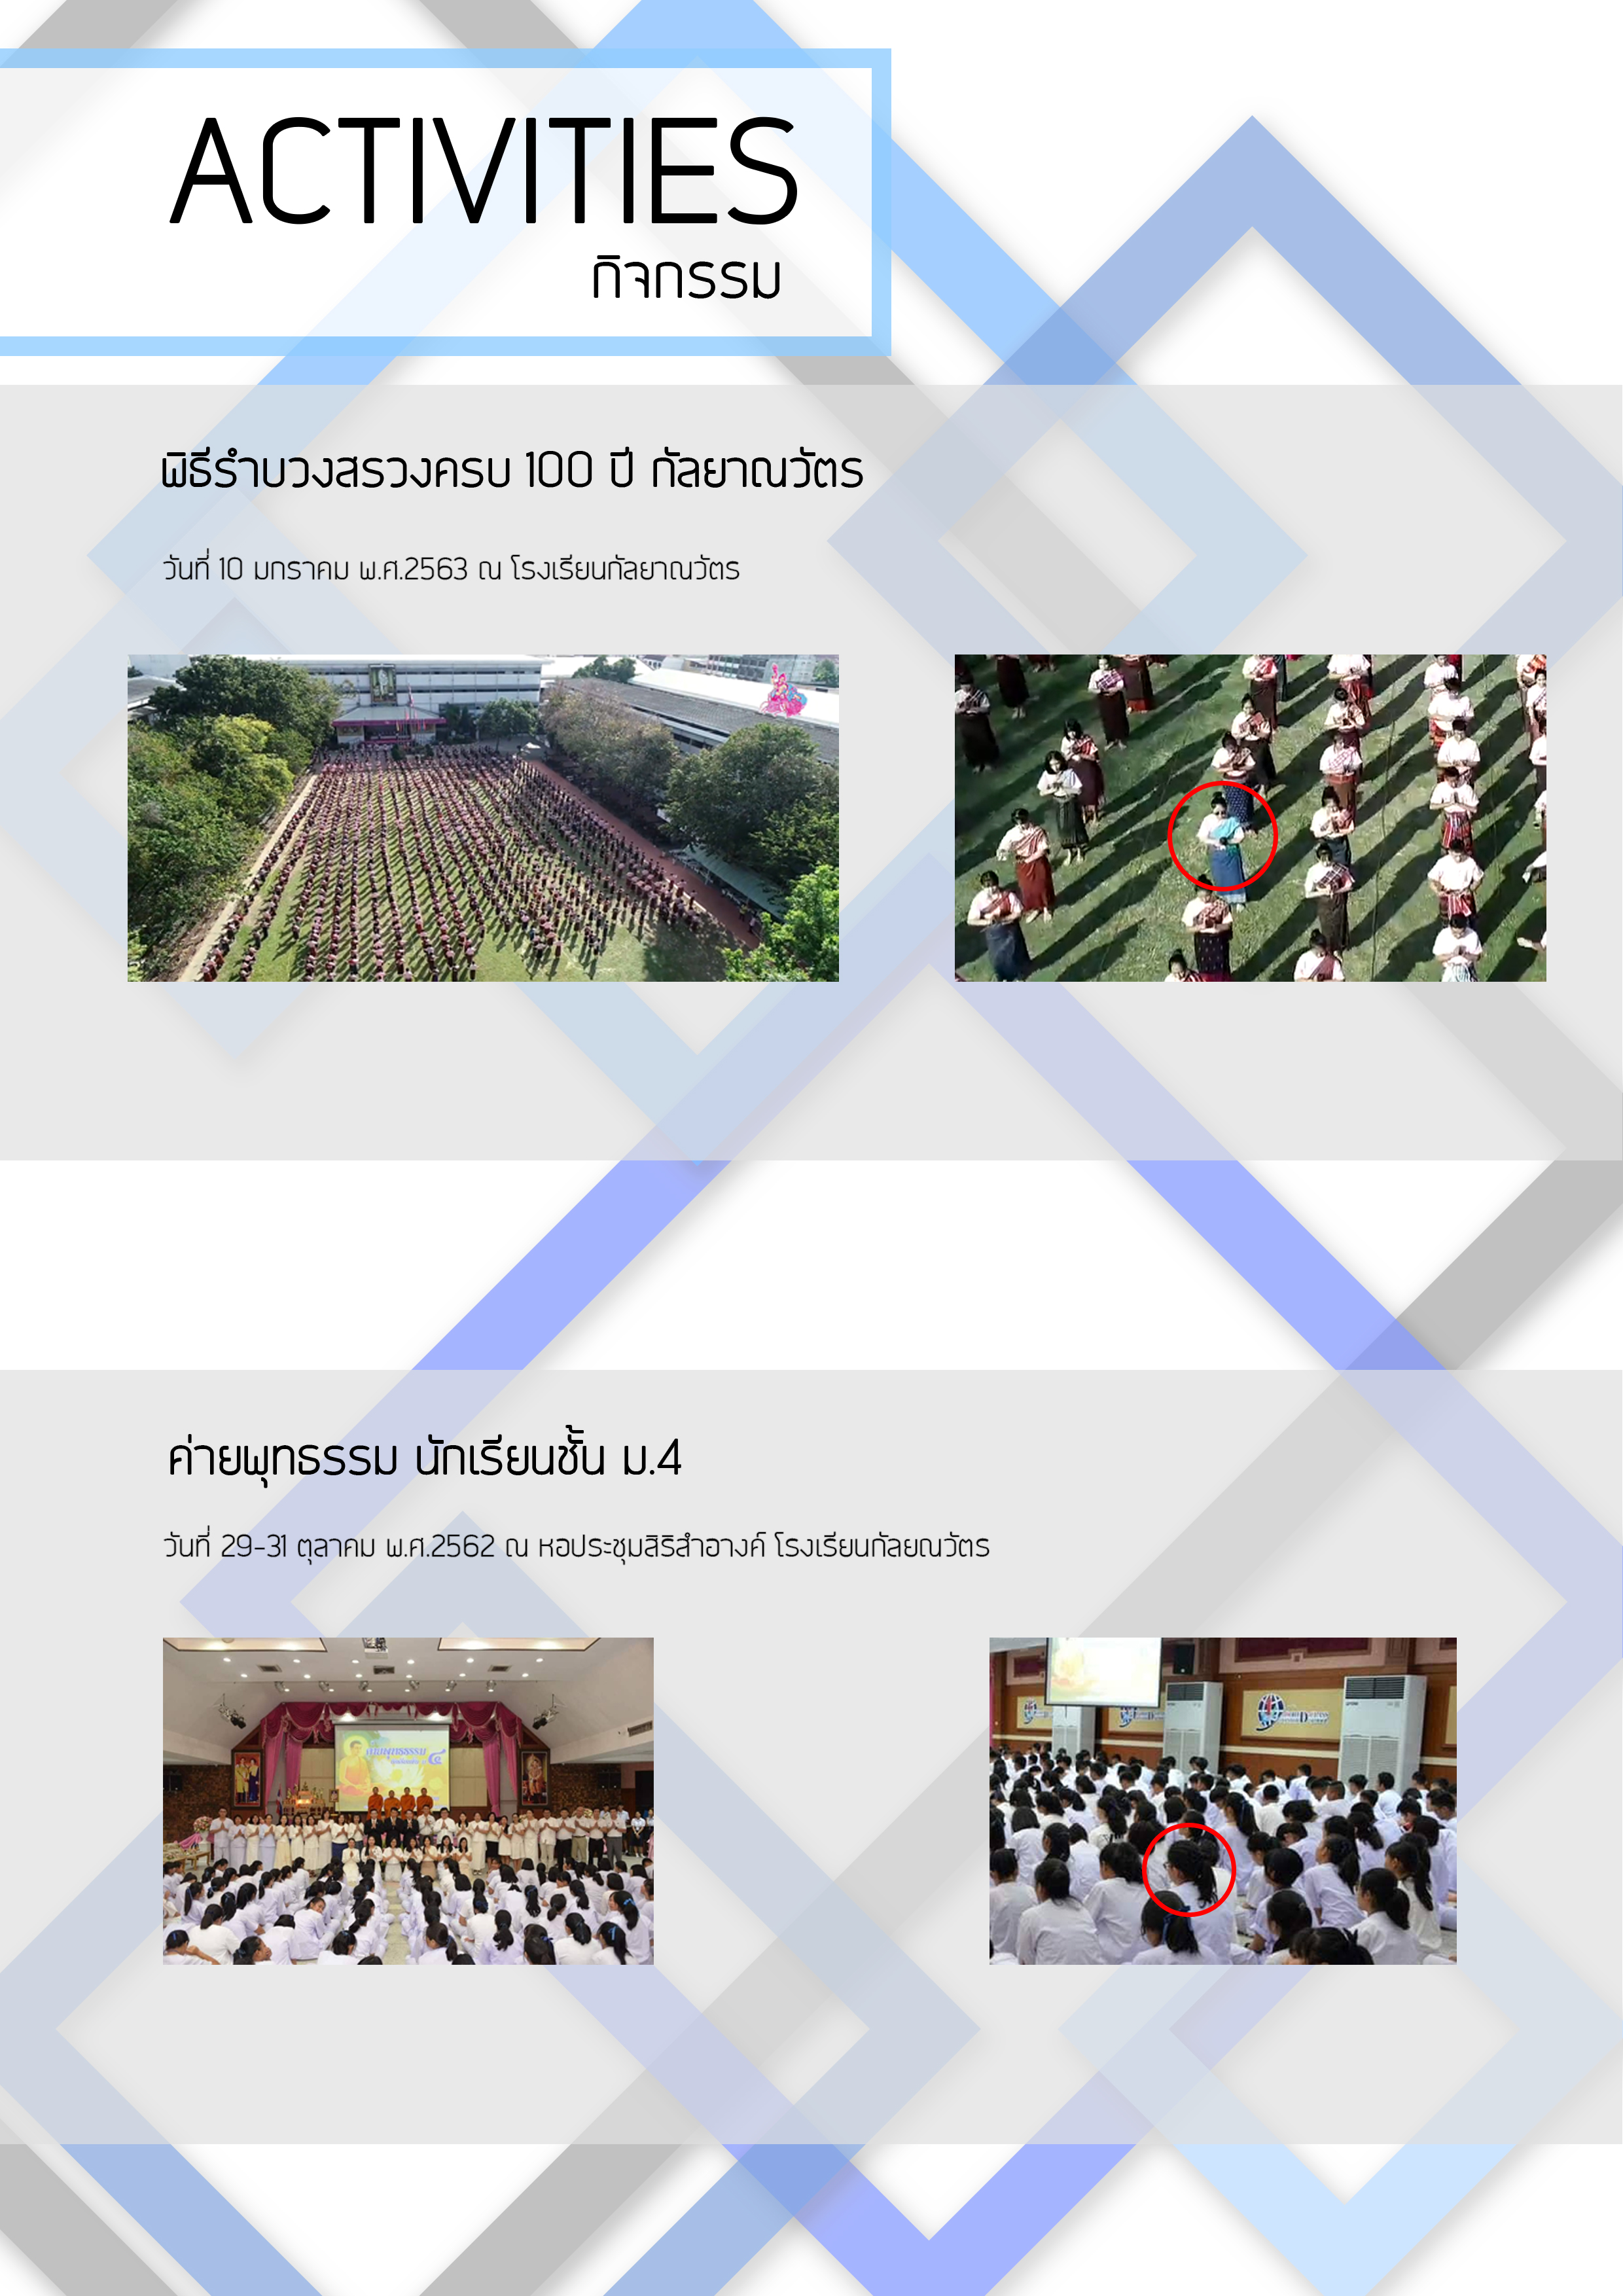 ACTIVITIES
กิจกรรม
พิธีรำบวงสรวงครบ 100 ปี กัลยาณวัตร
วันที่ 10 มกราคม พ.ศ.2563 ณ โรงเรียนกัลยาณวัตร
ค่ายพุทธรรม นักเรียนชั้น ม.4
วันที่ 29-31 ตุลาคม พ.ศ.2562 ณ หอประชุมสิริสำอางค์ โรงเรียนกัลยณวัตร